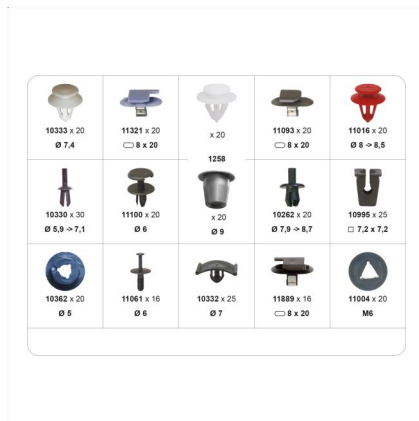 10333 x 20
Ø 7,4
11321 x 20
8 x 20
x 20
11093 x 20
8 x 20
11016 x 20
Ø 8 -> 8,5
10330 x 30
Ø 5,9 -> 7,1
11100 x 20
Ø 6
1258
x 20
Ø 9
10262 x 20
Ø 7,9 -> 8,7
10995 x 25
7,2 x 7,2
10362 x 20
Ø 5
11061 x 16
Ø 6
10332 x 25
Ø 7
11889 x 16
8 x 20
11004 x 20
M6